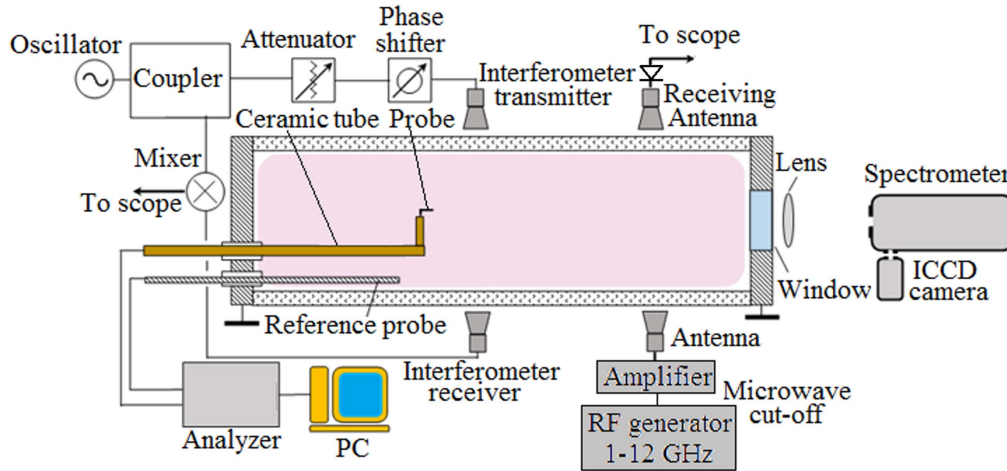 Oscillator
Coupler
Attenuator
Phase
shifter
Interferometer
transmitter
To scope
Receiving
Antenna
Ceramic tube
Probe
Mixer
To scope
Lens
Spectrometer
ICCD
camera
Window
Reference probe
Interferometer
receiver
Antenna
Amplifier
Microwave
cut-off
RF generator
1-12 GHz
Analyzer
PC